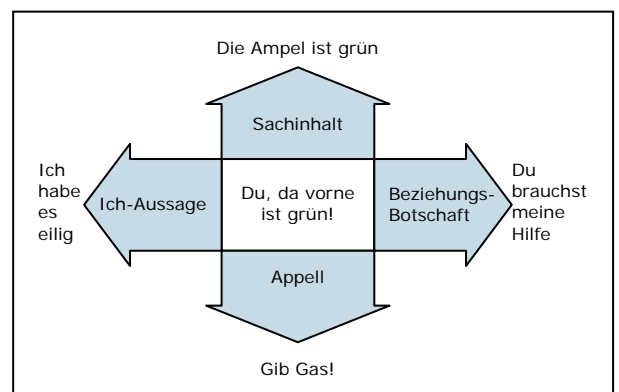 Die Ampel ist grün
Sachinhalt
Ich
habe
es
eilig
Ich-Aussage
Du, da vorne
ist grün!
Beziehungs-
Botschaft
Du
brauchst
meine
Hilfe
Appell
Gib Gas!